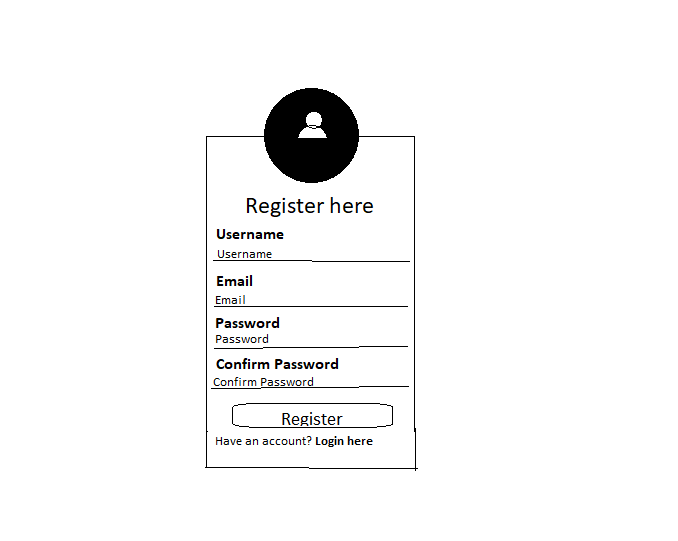 Register here
Username
Username
Email
Email
Password
Password
Confirm Password
Confirm Password
Register
Have an account? Login here